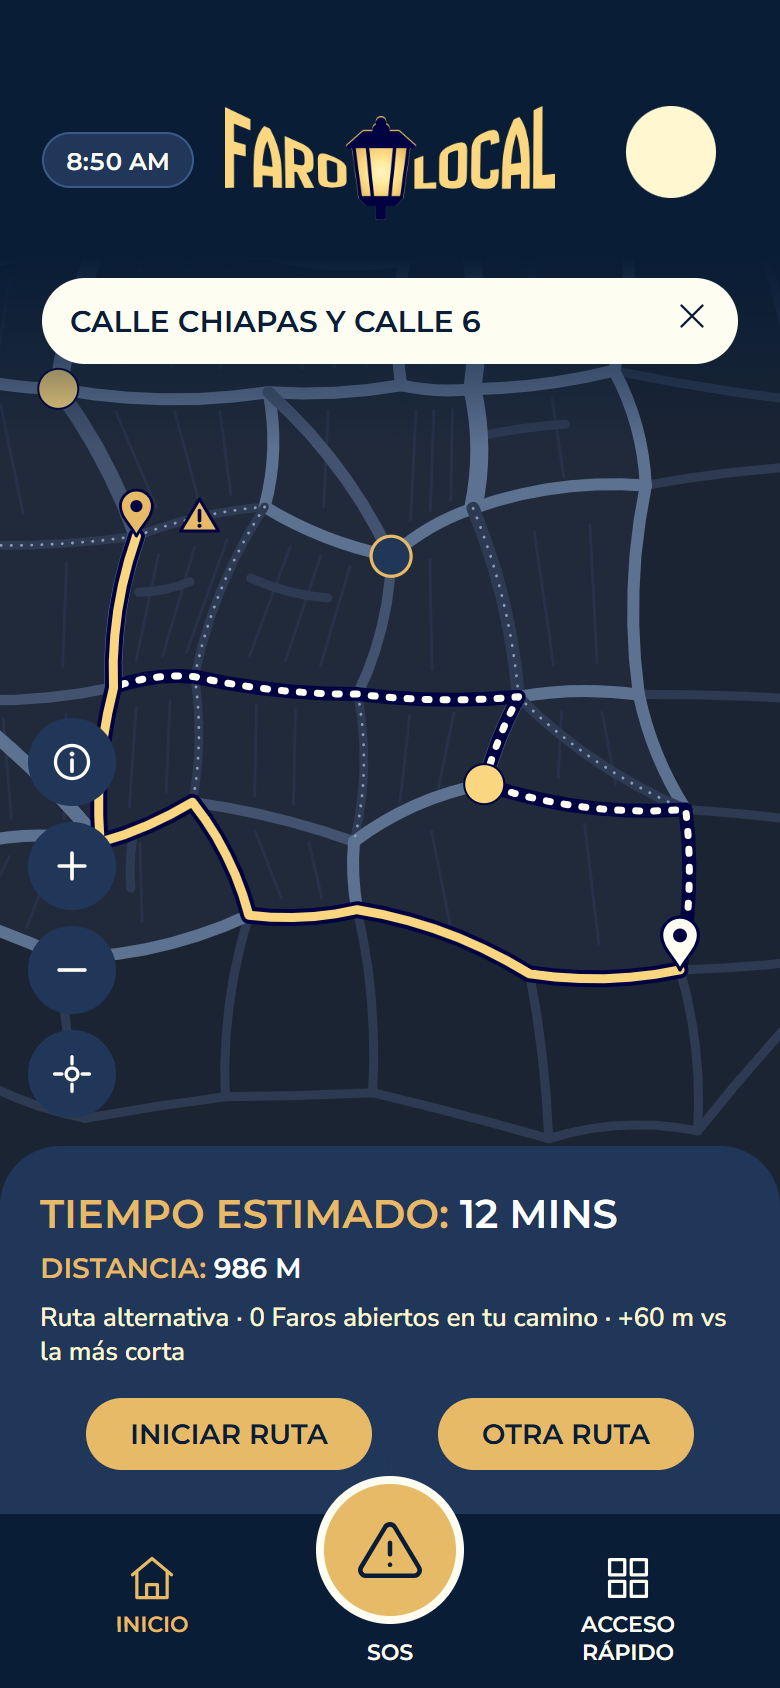 8:50 AM
FARO LOCAL
CALLE CHIAPAS Y CALLE 6
TIEMPO ESTIMADO: 12 MINS
DISTANCIA: 986 M
Ruta alternativa · 0 Faros abiertos en tu camino · +60 m vs
la más corta
INICIAR RUTA
OTRA RUTA
INICIO
SOS
ACCESO
RÁPIDO